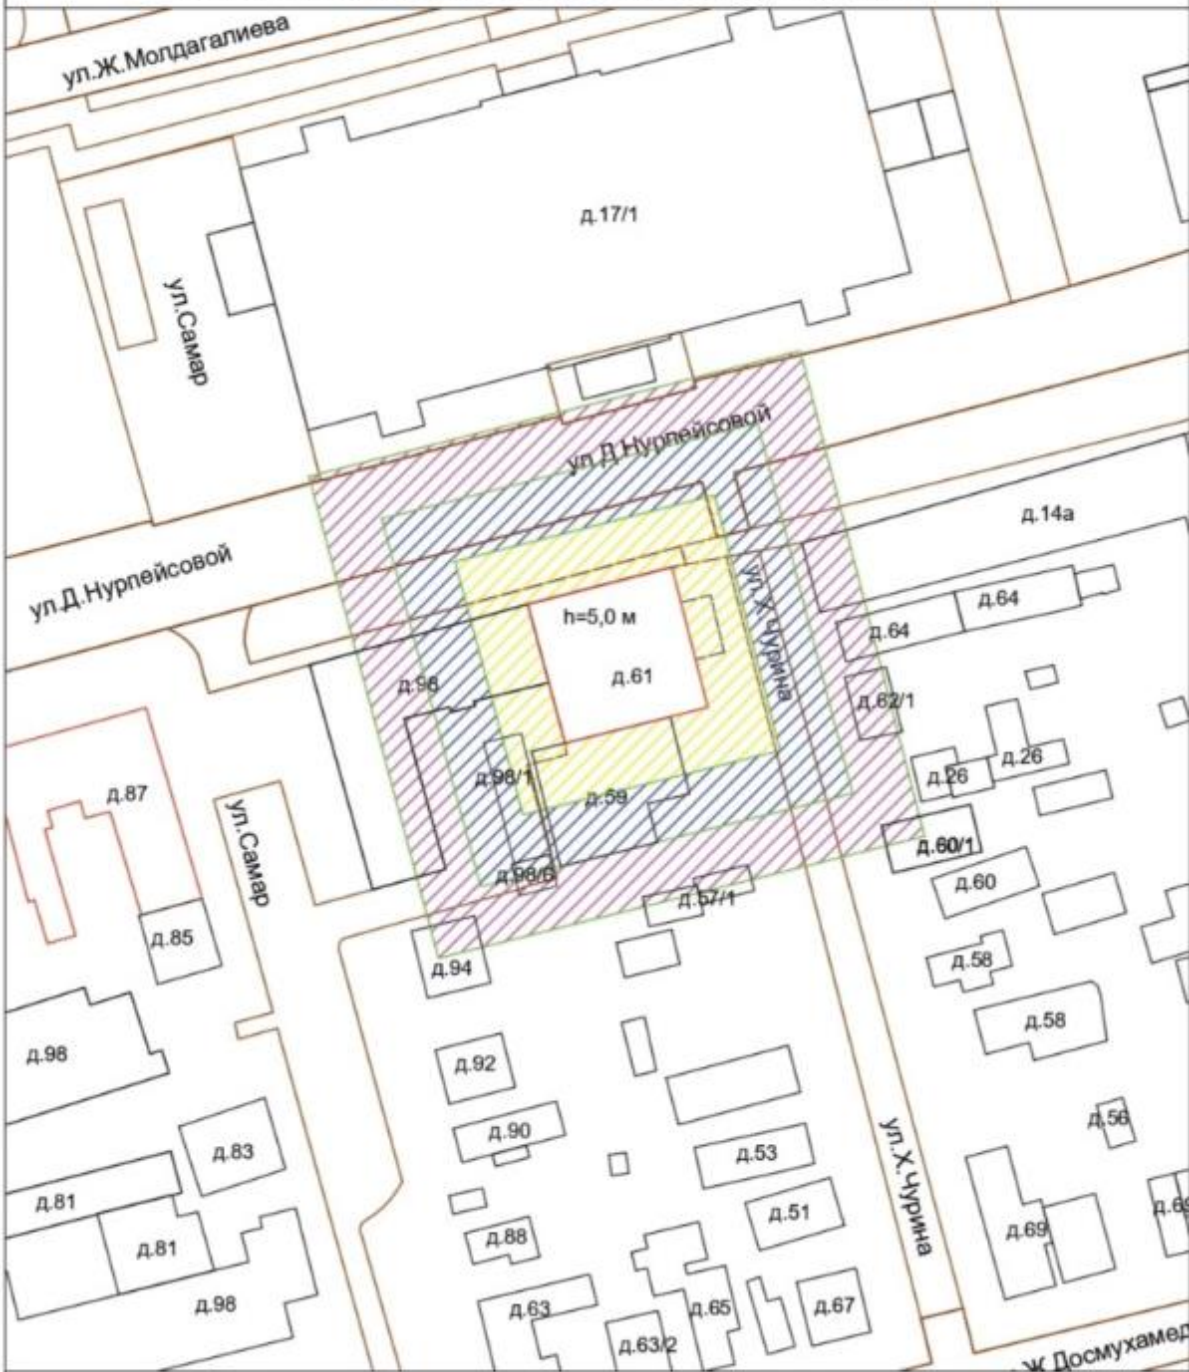 ул.Ж.Молдагалиева
д.17/1
ул.Самар
ул.Д.Нурпейсовой
д.14а
ул.Д.Нурпейсовой
h=5,0 м
ул.Х.Чурина
д.64
д.64
д.61
д.98
д.62/1
д.26
д.26
д.98/1
д.87
д.59
ул.Самар
д.60/1
д.98/6
д.60
д.57/1
д.85
д.94
д.58
д.58
д.98
д.92
д.56
д.90
д.83
д.53
ул.Х.Чурина
д.81
д.51
д.69
д.88
д.81
д.98
д.63
д.65
д.67
д.63/2